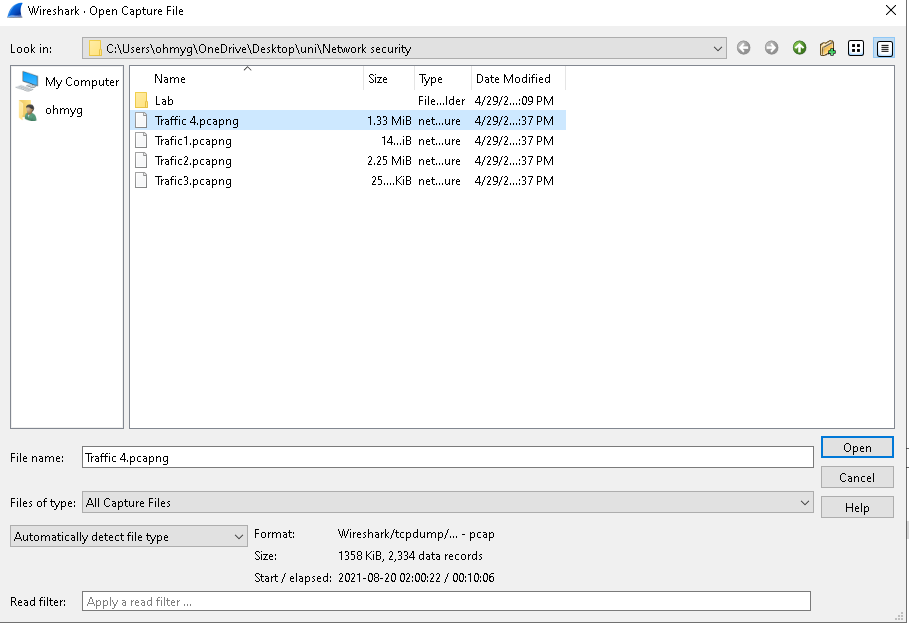 Wireshark · Open Capture File
Look in: C:\Users\ohmyg\OneDrive\Desktop\uni\Network security
My Computer
ohmyg
Name Size Type Date Modified
Lab File...lder 4/29/2...:09 PM
Traffic 4.pcapng 1.33 MiB net...ure 4/29/2...:37 PM
Trafic1.pcapng 14...iB net...ure 4/29/2...:37 PM
Trafic2.pcapng 2.25 MiB net...ure 4/29/2...:37 PM
Trafic3.pcapng 25....KiB net...ure 4/29/2...:37 PM
File name: Traffic 4.pcapng Open
Cancel
Files of type: All Capture Files Help
Automatically detect file type Format: Wireshark/tcpdump/... - pcap
Size: 1358 KiB, 2,334 data records
Start / elapsed: 2021-08-20 02:00:22 / 00:10:06
Read filter: Apply a read filter ...